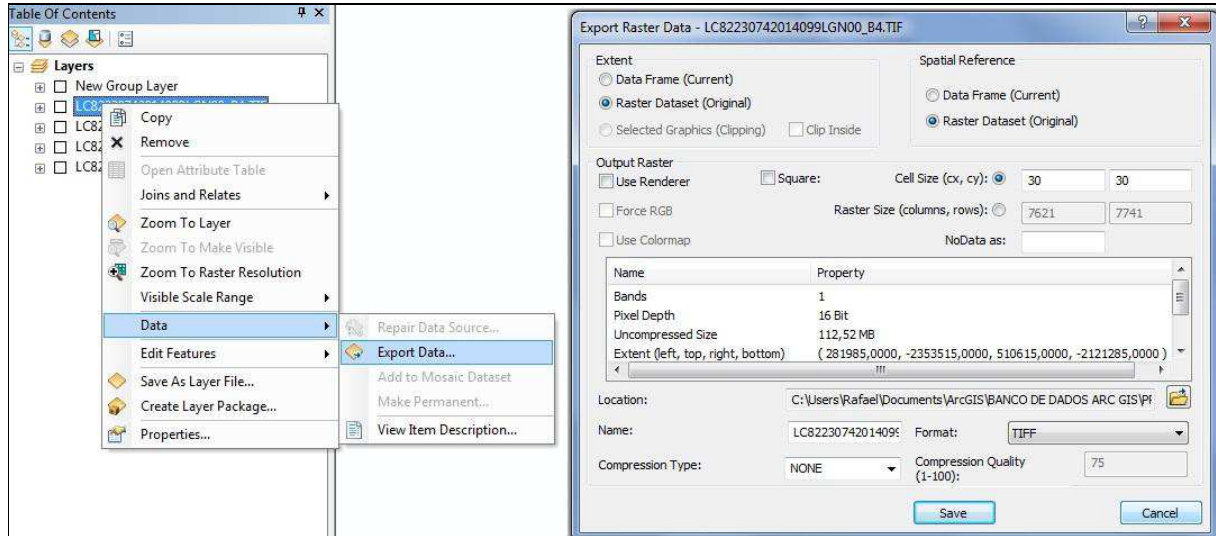 Table Of Contents
Layers
New Group Layer
LC82230742014099LGN00_B4.TIF
LC82
LC82
LC82
Copy
Remove
Open Attribute Table
Joins and Relates
Zoom To Layer
Zoom To Make Visible
Zoom To Raster Resolution
Visible Scale Range
Data
Edit Features
Save As Layer File...
Create Layer Package...
Properties...
Repair Data Source...
Export Data...
Add to Mosaic Dataset
Make Permanent...
View Item Description...
Export Raster Data - LC82230742014099LGN00_B4.TIF
Extent
Data Frame (Current)
Raster Dataset (Original)
Selected Graphics (Clipping) Clip Inside
Spatial Reference
Data Frame (Current)
Raster Dataset (Original)
Output Raster
Use Renderer Square: Cell Size (cx, cy): 30 30
Force RGB Raster Size (columns, rows): 7621 7741
Use Colormap NoData as:
Name Property
Bands 1
Pixel Depth 16 Bit
Uncompressed Size 112,52 MB
Extent (left, top, right, bottom) ( 281985,0000, -2353515,0000, 510615,0000, -2121285,0000 )
Location: C:\Users\Rafael\Documents\ArcGIS\BANCO DE DADOS ARC GIS\PF
Name: LC8223074201409 Format: TIFF
Compression Type: NONE Compression Quality (1-100): 75
Save Cancel